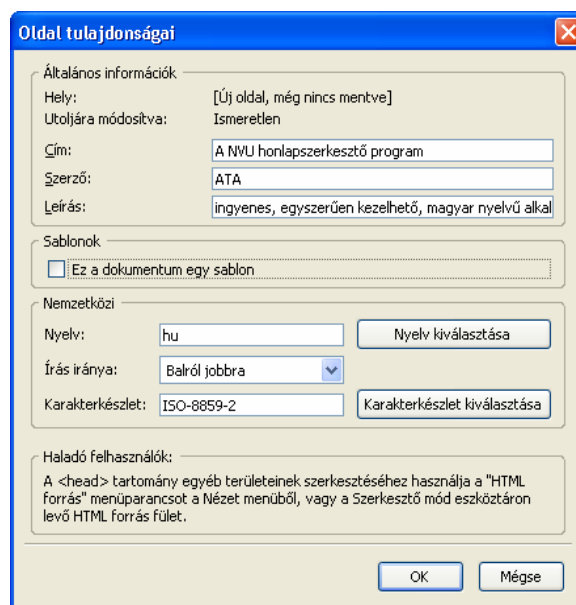 Oldal tulajdonságai
Általános információk
Hely: [Új oldal, még nincs mentve]
Utoljára módosítva: Ismeretlen
Cím: A NVU honlapszerkesztő program
Szerző: ATA
Leírás: ingyenes, egyszerűen kezelhető, magyar nyelvű alkal
Sablonok
Ez a dokumentum egy sablon
Nemzetközi
Nyelv: hu Nyelv kiválasztása
Írás iránya: Balról jobbra
Karakterkészlet: ISO-8859-2 Karakterkészlet kiválasztása
Haladó felhasználók:
A <head> tartomány egyéb területeinek szerkesztéséhez használja a "HTML
forrás" menüparancsot a Nézet menüből, vagy a Szerkesztő mód eszköztáron
levő HTML forrás fület.
OK Mégse